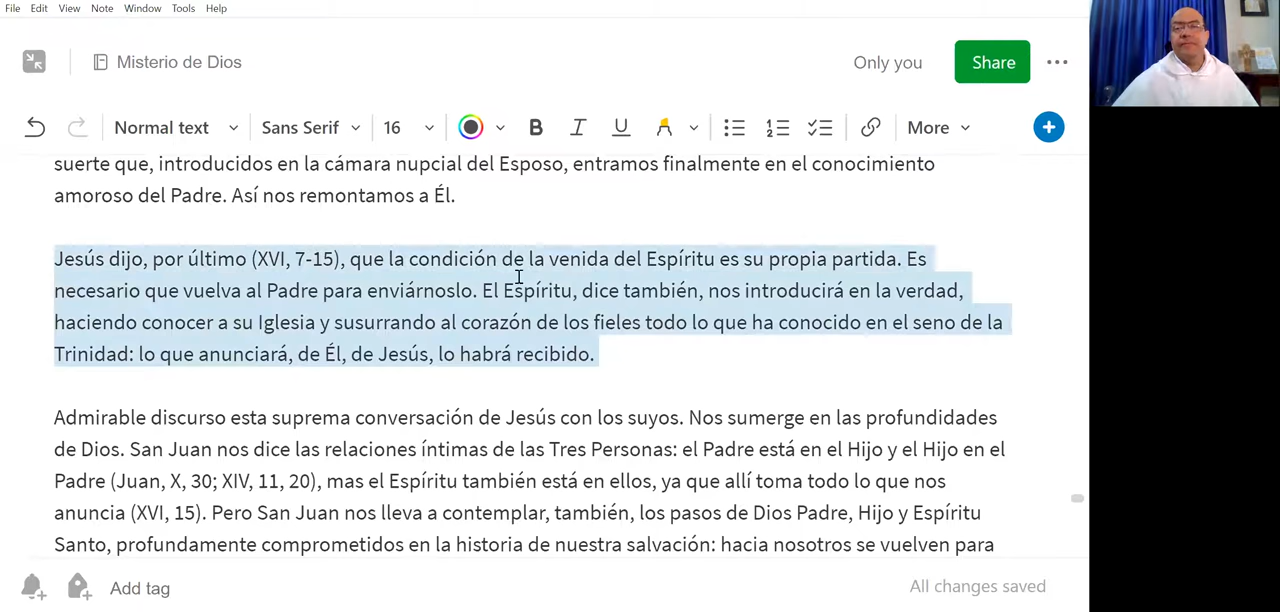 File Edit View Note Window Tools Help
Misterio de Dios
Only you
Share
Normal text
Sans Serif
16
B I U
More
suerte que, introducidos en la cámara nupcial del Esposo, entramos finalmente en el conocimiento
amoroso del Padre. Así nos remontamos a Él.
Jesús dijo, por último (XVI, 7-15), que la condición de la venida del Espíritu es su propia partida. Es
necesario que vuelva al Padre para enviárnoslo. El Espíritu, dice también, nos introducirá en la verdad,
haciendo conocer a su Iglesia y susurrando al corazón de los fieles todo lo que ha conocido en el seno de la
Trinidad: lo que anunciará, de Él, de Jesús, lo habrá recibido.
Admirable discurso esta suprema conversación de Jesús con los suyos. Nos sumerge en las profundidades
de Dios. San Juan nos dice las relaciones íntimas de las Tres Personas: el Padre está en el Hijo y el Hijo en el
Padre (Juan, X, 30; XIV, 11, 20), mas el Espíritu también está en ellos, ya que allí toma todo lo que nos
anuncia (XVI, 15). Pero San Juan nos lleva a contemplar, también, los pasos de Dios Padre, Hijo y Espíritu
Santo, profundamente comprometidos en la historia de nuestra salvación: hacia nosotros se vuelven para
Add tag
All changes saved